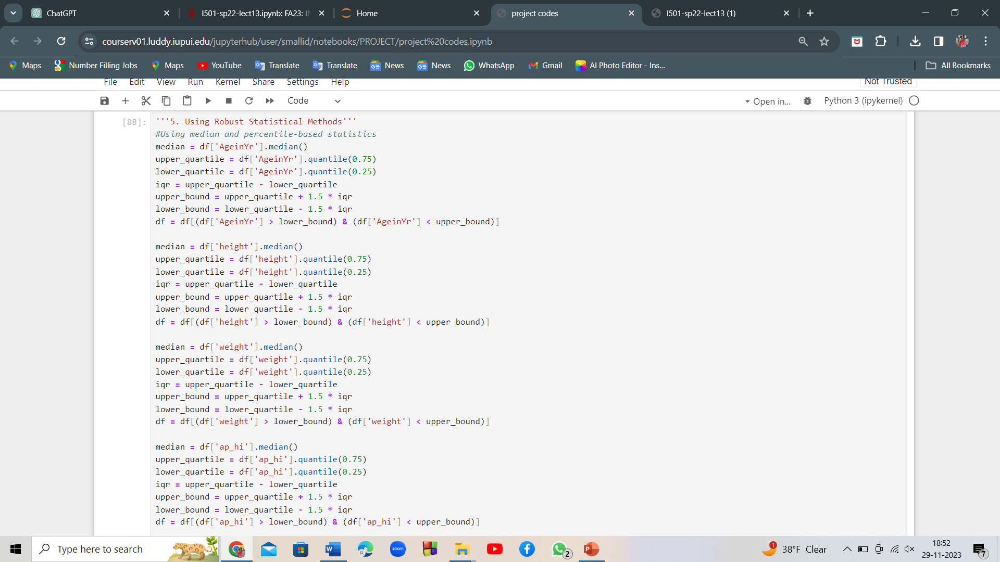 ChatGPT
I501-sp22-lect13.ipynb: FA23: IN
Home
project codes
I501-sp22-lect13 (1)
courserv01.luddy.iupui.edu/jupyterhub/user/smallid/notebooks/PROJECT/project%20codes.ipynb
Maps
Number Filling Jobs
Maps
YouTube
Translate
Translate
News
News
WhatsApp
Gmail
AI Photo Editor - Ins...
All Bookmarks
File Edit View Run Kernel Share Settings Help
Not Trusted
Code
Open in...
Python 3 (ipykernel)
[88]:
'''5. Using Robust Statistical Methods'''
#Using median and percentile-based statistics
median = df['AgeinYr'].median()
upper_quartile = df['AgeinYr'].quantile(0.75)
lower_quartile = df['AgeinYr'].quantile(0.25)
iqr = upper_quartile - lower_quartile
upper_bound = upper_quartile + 1.5 * iqr
lower_bound = lower_quartile - 1.5 * iqr
df = df[(df['AgeinYr'] > lower_bound) & (df['AgeinYr'] < upper_bound)]
median = df['height'].median()
upper_quartile = df['height'].quantile(0.75)
lower_quartile = df['height'].quantile(0.25)
iqr = upper_quartile - lower_quartile
upper_bound = upper_quartile + 1.5 * iqr
lower_bound = lower_quartile - 1.5 * iqr
df = df[(df['height'] > lower_bound) & (df['height'] < upper_bound)]
median = df['weight'].median()
upper_quartile = df['weight'].quantile(0.75)
lower_quartile = df['weight'].quantile(0.25)
iqr = upper_quartile - lower_quartile
upper_bound = upper_quartile + 1.5 * iqr
lower_bound = lower_quartile - 1.5 * iqr
df = df[(df['weight'] > lower_bound) & (df['weight'] < upper_bound)]
median = df['ap_hi'].median()
upper_quartile = df['ap_hi'].quantile(0.75)
lower_quartile = df['ap_hi'].quantile(0.25)
iqr = upper_quartile - lower_quartile
upper_bound = upper_quartile + 1.5 * iqr
lower_bound = lower_quartile - 1.5 * iqr
df = df[(df['ap_hi'] > lower_bound) & (df['ap_hi'] < upper_bound)]
Type here to search
zoom
2
1
38°F Clear
18:52
29-11-2023
7